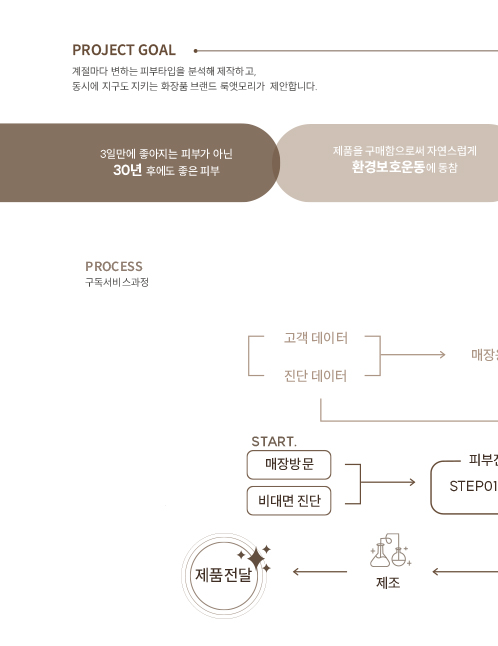 PROJECT GOAL
계절마다 변하는 피부타입을 분석해 제작하고,
동시에 지구도 지키는 화장품 브랜드 룩앳모리가 제안합니다.
3일만에 좋아지는 피부가 아닌
30년 후에도 좋은 피부
제품을 구매함으로써 자연스럽게
환경보호운동에 동참
PROCESS
구독서비스과정
고객 데이터
진단 데이터
매장
START.
매장방문
비대면 진단
피부
STEP01
제품전달
제조